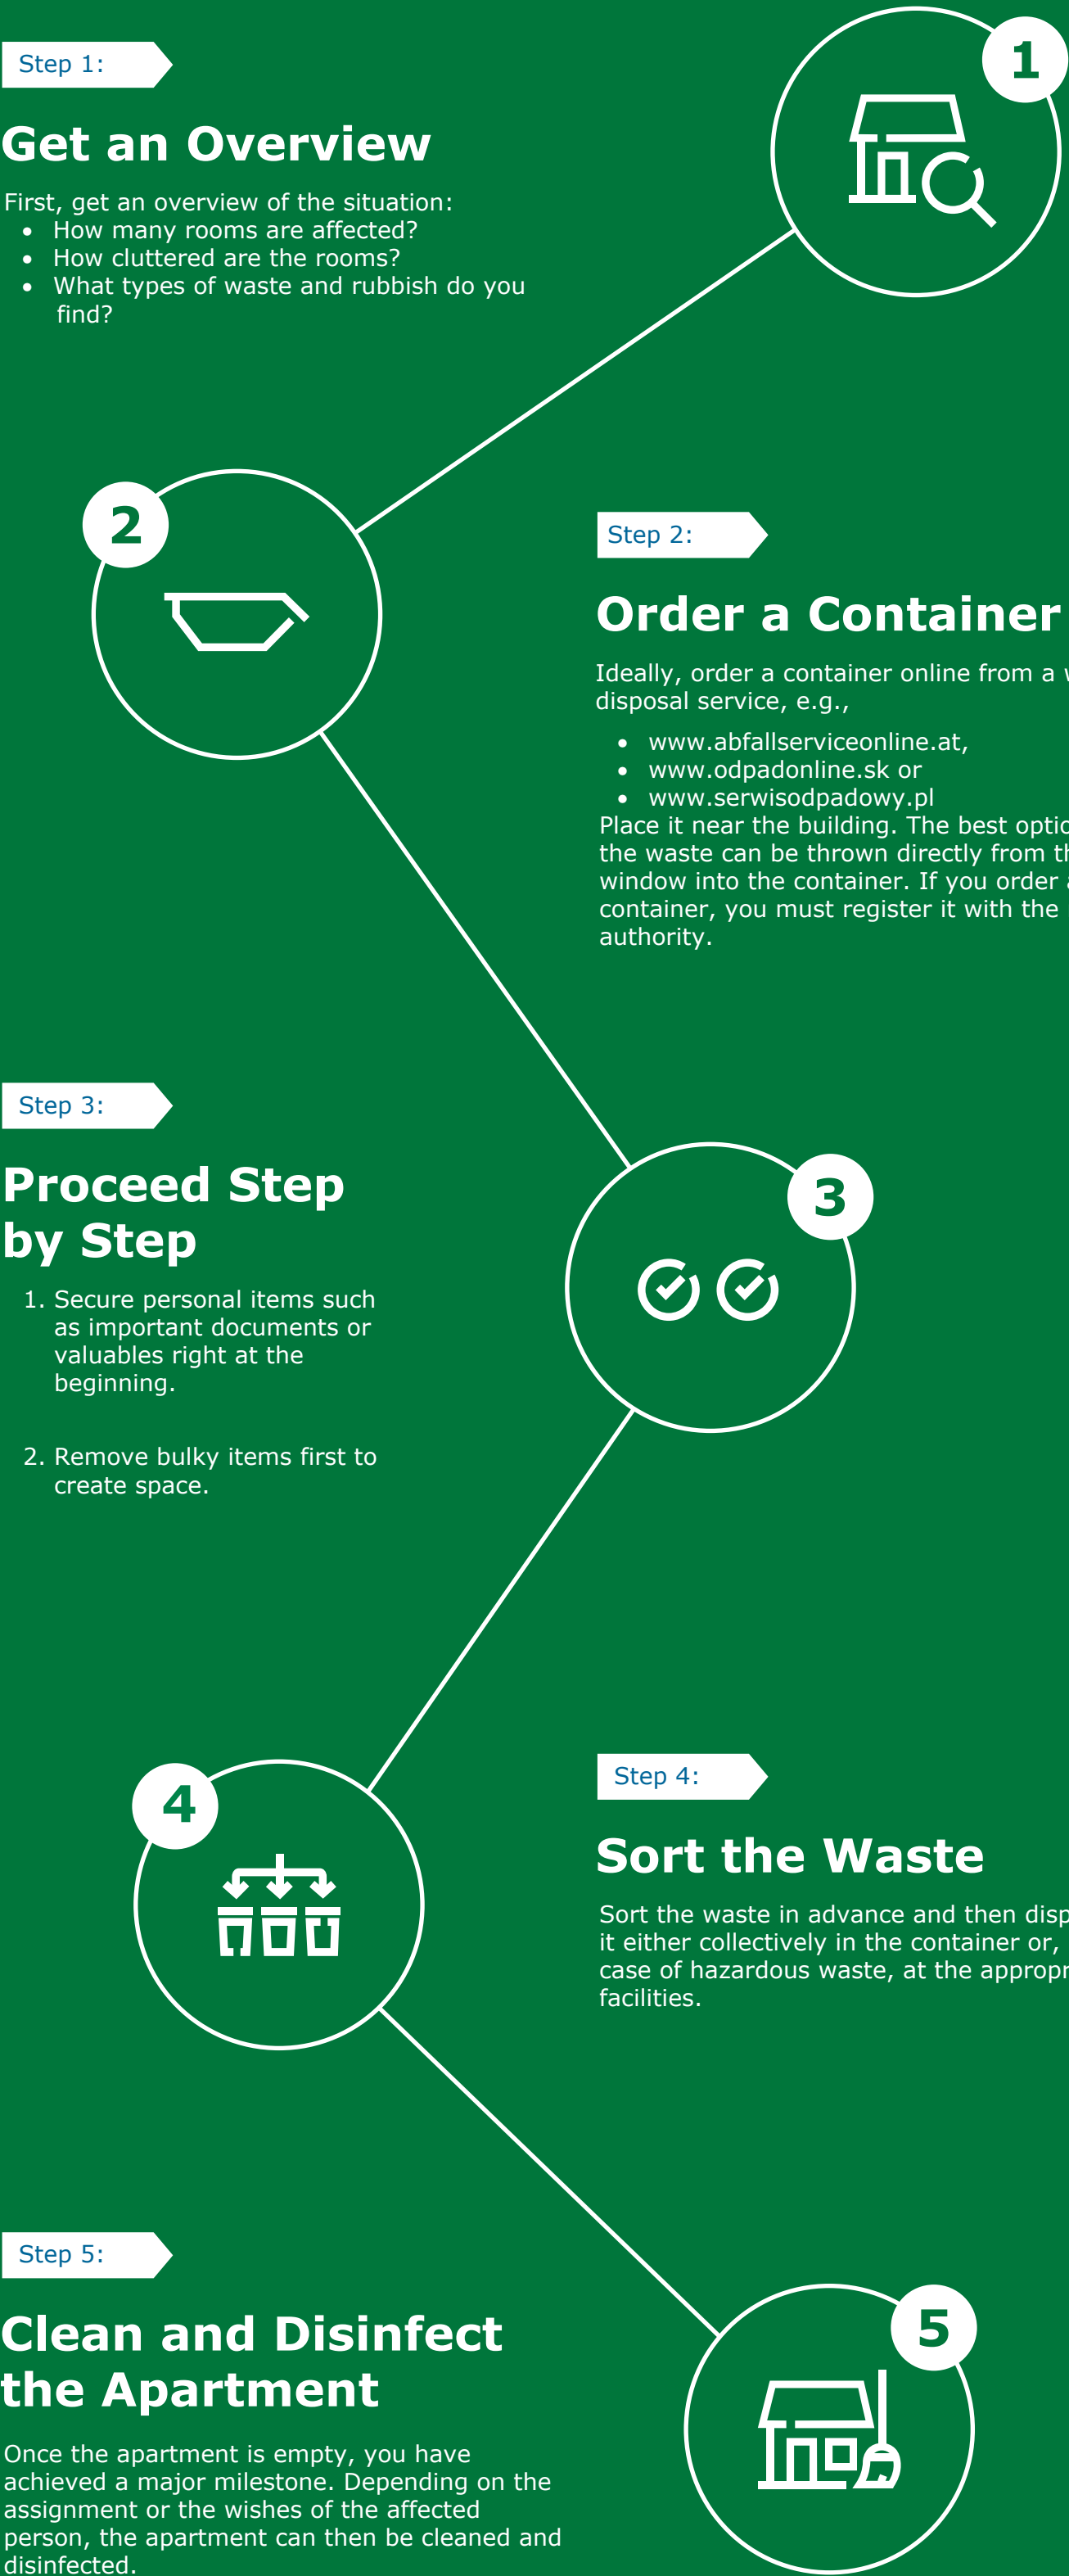 1
Step 1:
Get an Overview
First, get an overview of the situation:
• How many rooms are affected?
• How cluttered are the rooms?
• What types of waste and rubbish do you
find?
2
Step 2:
Order a Container
Ideally, order a container online from a
disposal service, e.g.,
• www.abfallserviceonline.at,
• www.odpadonline.sk or
• www.serwisodpadowy.pl
Place it near the building. The best
the waste can be thrown directly from
window into the container. If you order
container, you must register it with the
authority.
Step 3:
Proceed Step
by Step
3
1. Secure personal items such
as important documents or
valuables right at the
beginning.
2. Remove bulky items first to
create space.
4
Step 4:
Sort the Waste
Sort the waste in advance and then
it either collectively in the container or,
case of hazardous waste, at the
facilities.
Step 5:
5
Clean and Disinfect
the Apartment
Once the apartment is empty, you have
achieved a major milestone. Depending on the
assignment or the wishes of the affected
person, the apartment can then be cleaned and
disinfected.